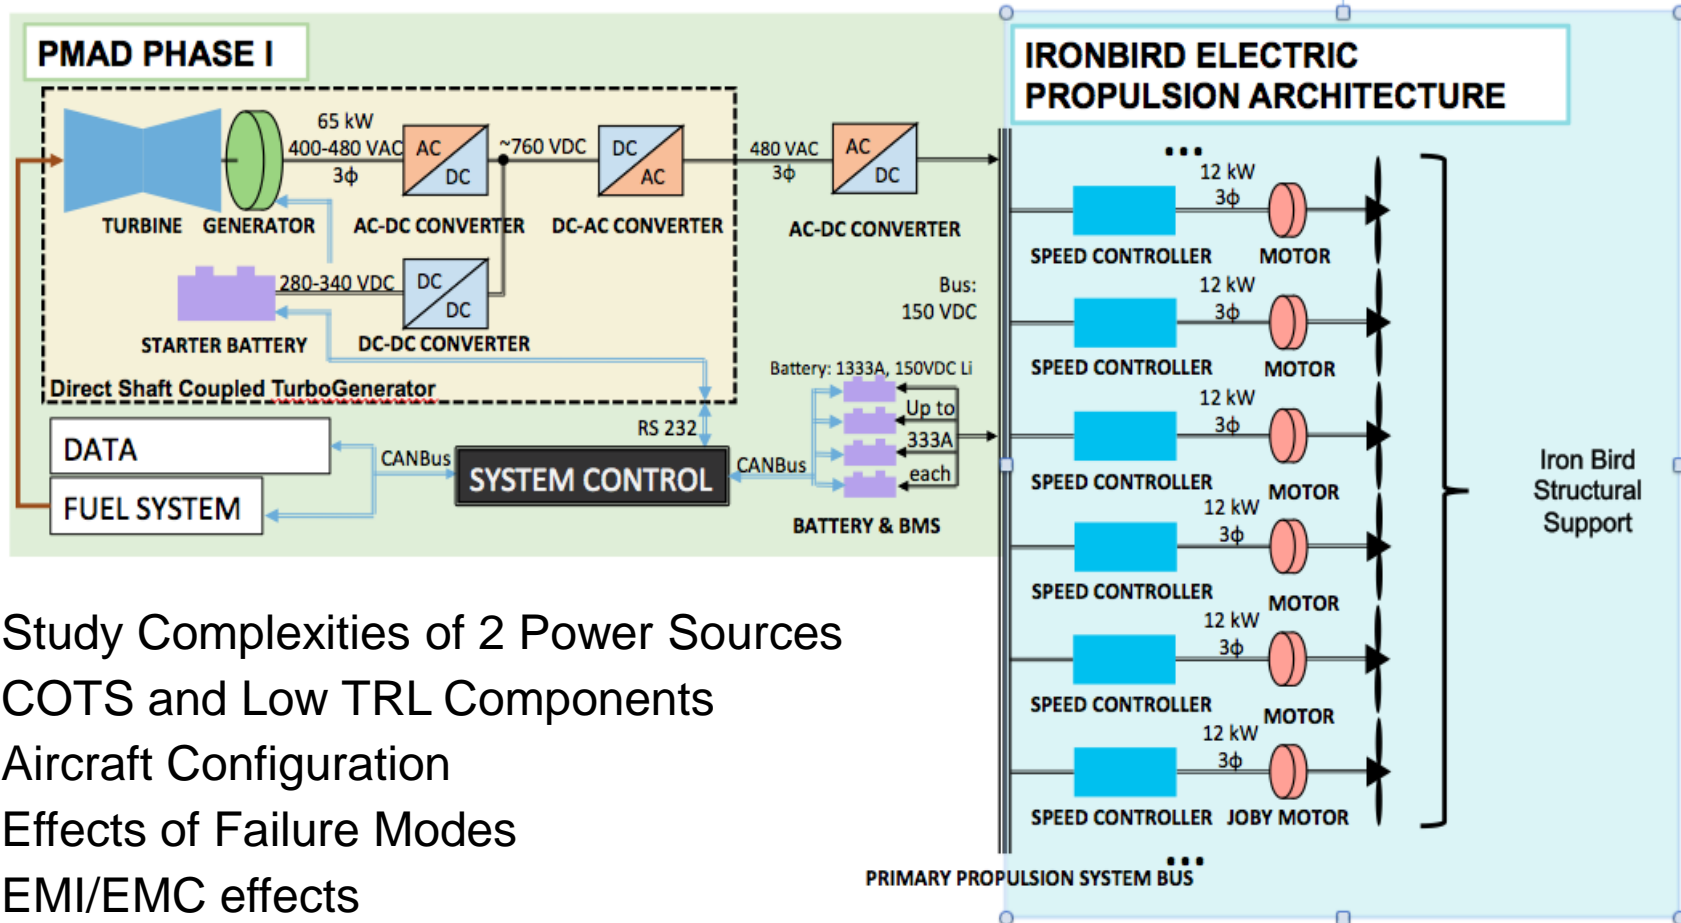 PMAD PHASE I
65 kW
400-480 VAC
3ϕ
AC
DC
~760 VDC
DC
AC
480 VAC
3ϕ
AC
DC
TURBINE
GENERATOR
AC-DC CONVERTER
DC-AC CONVERTER
AC-DC CONVERTER
280-340 VDC
DC
DC
STARTER BATTERY
DC-DC CONVERTER
Direct Shaft Coupled TurboGenerator
Bus:
150 VDC
Battery: 1333A, 150VDC Li
Up to
333A
each
BATTERY & BMS
RS 232
DATA
FUEL SYSTEM
CANBus
SYSTEM CONTROL
CANBus
IRONBIRD ELECTRIC
PROPULSION ARCHITECTURE
...
12 kW
3ϕ
SPEED CONTROLLER
MOTOR
12 kW
3ϕ
SPEED CONTROLLER
MOTOR
12 kW
3ϕ
SPEED CONTROLLER
MOTOR
12 kW
3ϕ
SPEED CONTROLLER
MOTOR
12 kW
3ϕ
SPEED CONTROLLER
MOTOR
12 kW
3ϕ
SPEED CONTROLLER
JOBY MOTOR
...
PRIMARY PROPULSION SYSTEM BUS
Iron Bird
Structural
Support
Study Complexities of 2 Power Sources
COTS and Low TRL Components
Aircraft Configuration
Effects of Failure Modes
EMI/EMC effects